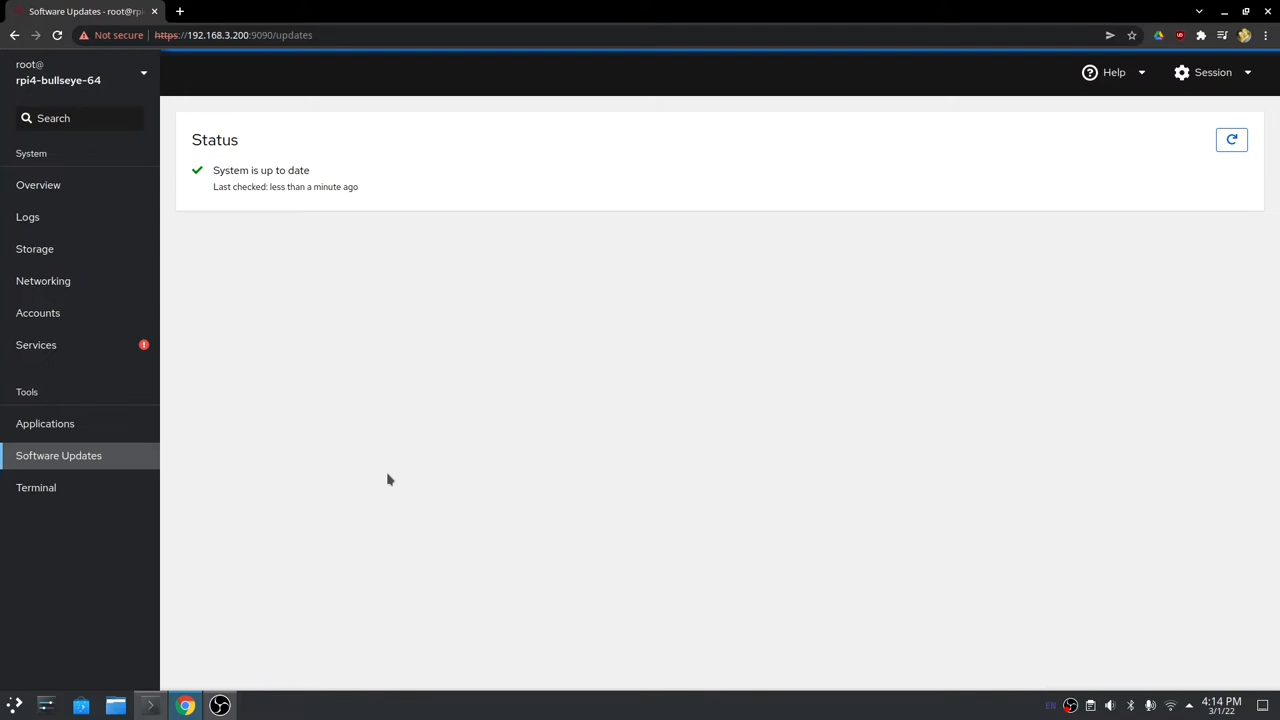 Software Updates - root@rpi
Not secure
https://192.168.3.200:9090/updates
root@
rpi4-bullseye-64
Help
Session
Search
System
Overview
Logs
Storage
Networking
Accounts
Services
Tools
Applications
Software Updates
Terminal
Status
System is up to date
Last checked: less than a minute ago
EN
4:14 PM
3/1/22